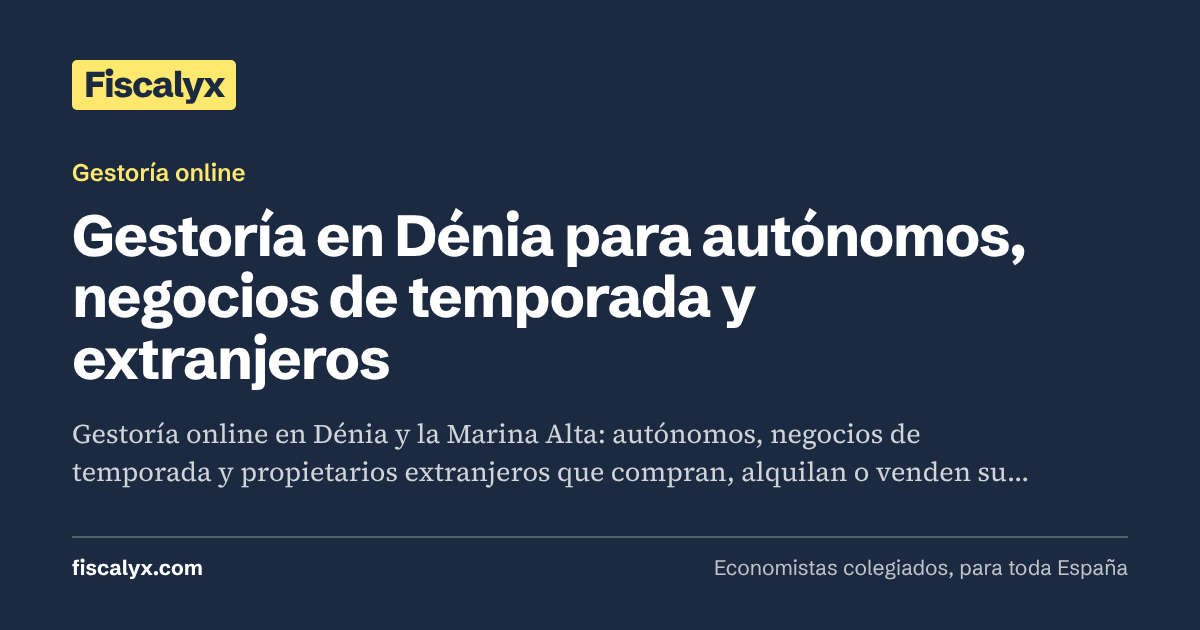 Fiscalyx
Gestoría online
Gestoría en Dénia para autónomos,
negocios de temporada y
extranjeros
Gestoría online en Dénia y la Marina Alta: autónomos, negocios de
temporada y propietarios extranjeros que compran, alquilan o venden su...
fiscalyx.com
Economistas colegiados, para toda España